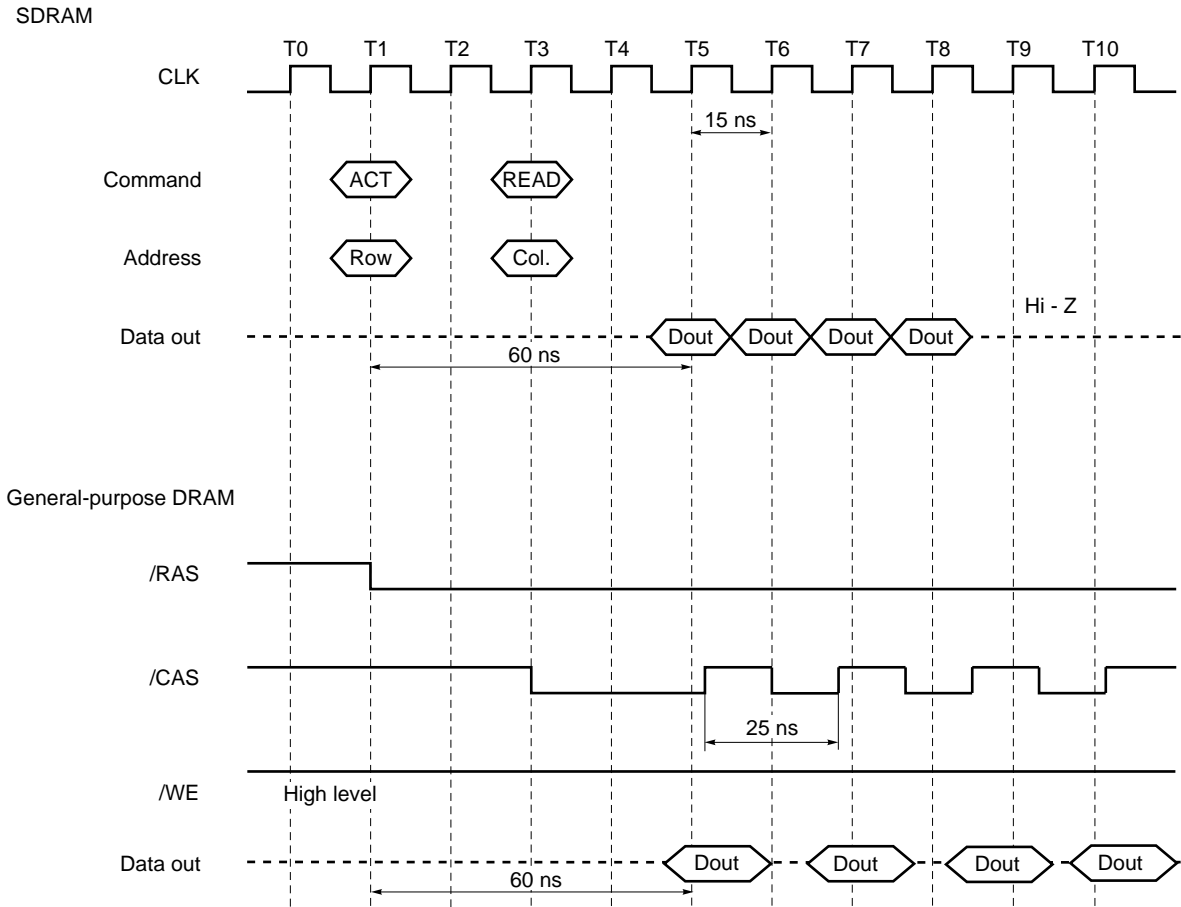 SDRAM
T0 T1 T2 T3 T4 T5 T6 T7 T8 T9 T10
CLK
15 ns
Command ACT READ
Address Row Col.
Hi - Z
Data out Dout Dout Dout Dout
60 ns
General-purpose DRAM
/RAS
/CAS
25 ns
/WE High level
Data out Dout Dout Dout Dout
60 ns